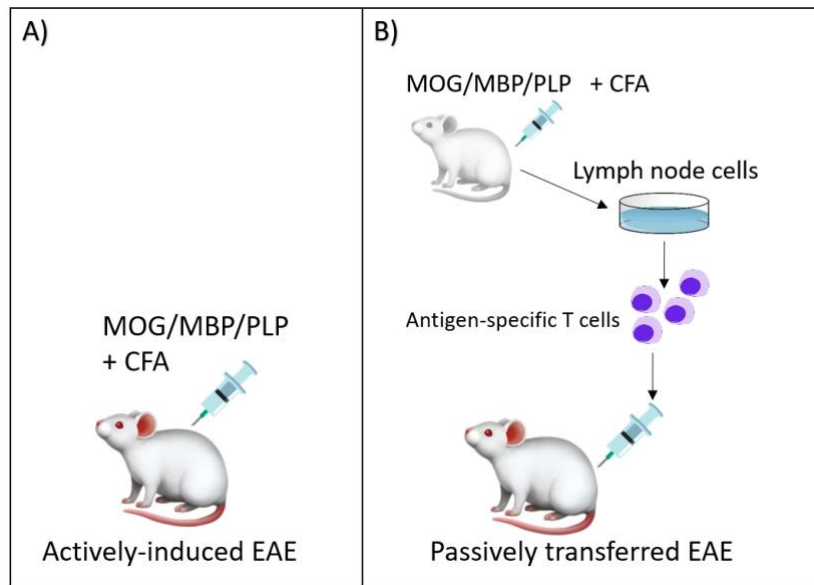 A)
MOG/MBP/PLP
+ CFA
Actively-induced EAE
B)
MOG/MBP/PLP + CFA
Lymph node cells
Antigen-specific T cells
Passively transferred EAE